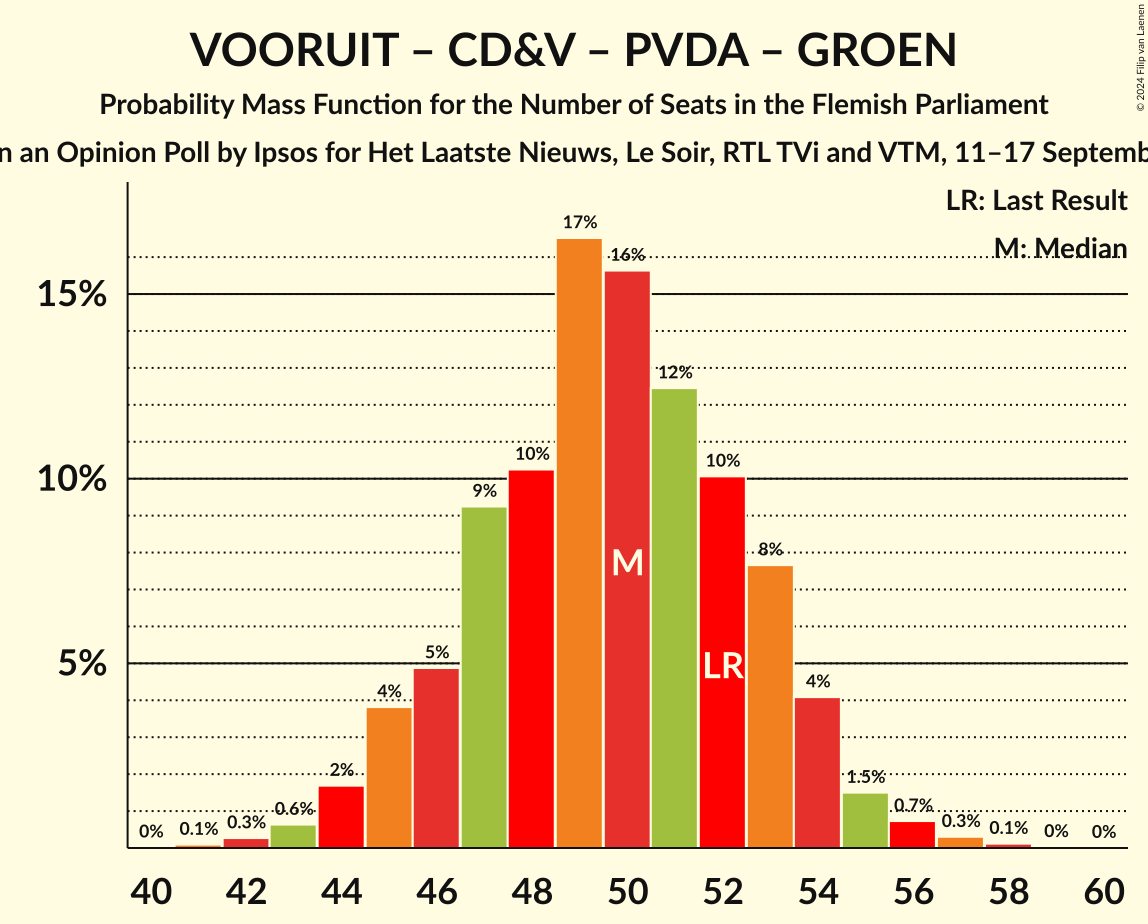 VOORUIT – CD&V – PVDA – GROEN
Probability Mass Function for the Number of Seats in the Flemish Parliament
an Opinion Poll by Ipsos for Het Laatste Nieuws, Le Soir, RTL TVi and VTM, 11–17
© 2024 Filip van Laenen
LR: Last Result
M: Median
17%
16%
15%
12%
10%
10%
10%
9%
8%
M
LR
5%
5%
4%
4%
2%
1.5%
0%
0.1%
0.3%
0.6%
0.7%
0.3%
0.1%
0%
0%
40 42 44 46 48 50 52 54 56 58 60